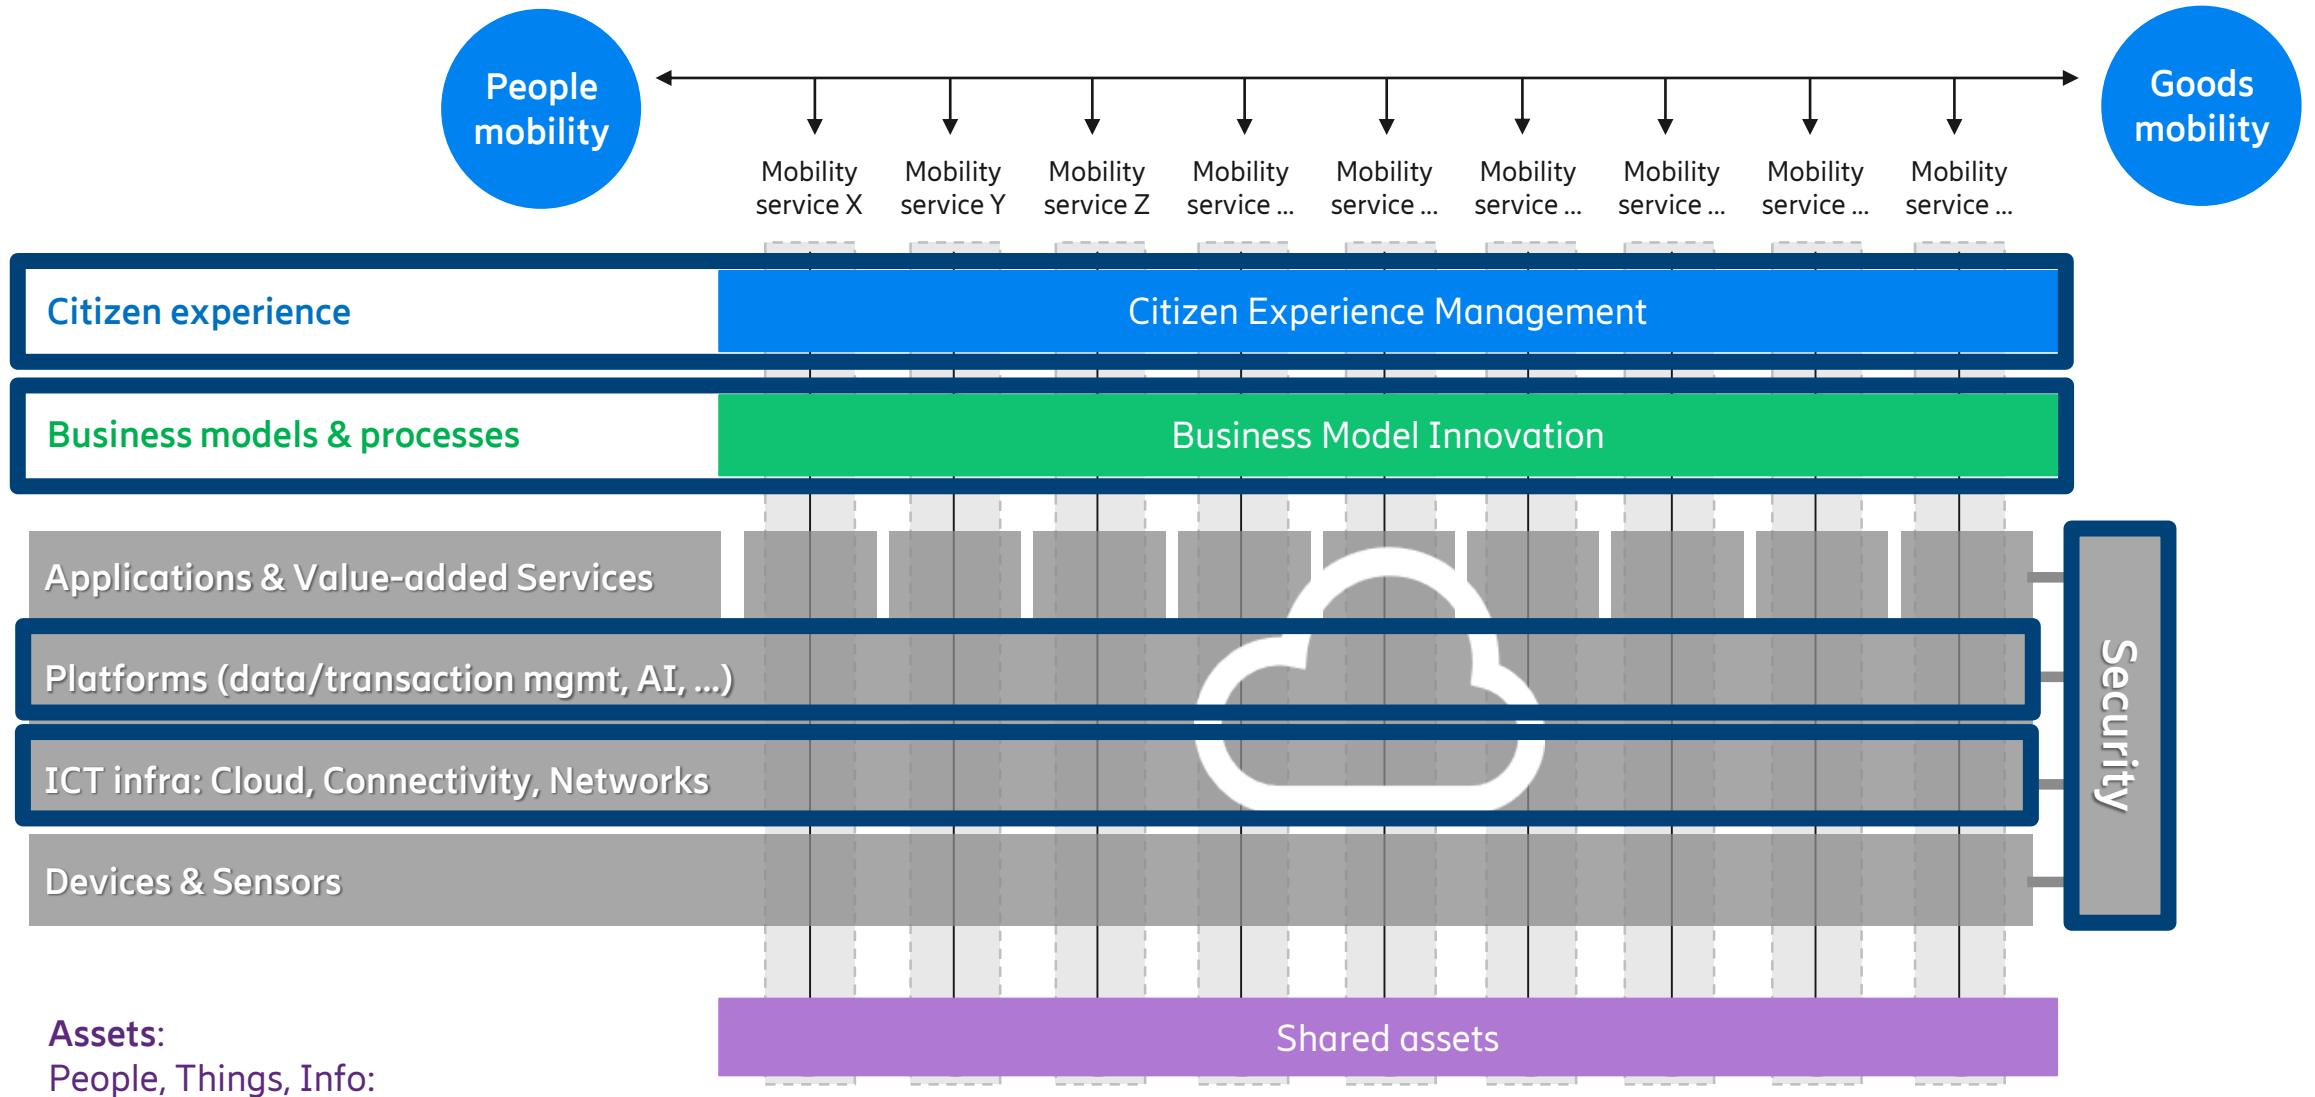 People
mobility
Goods
mobility
Mobility
service X
Mobility
service Y
Mobility
service Z
Mobility
service ...
Mobility
service ...
Mobility
service ...
Mobility
service ...
Mobility
service ...
Mobility
service ...
Citizen experience
Citizen Experience Management
Business models & processes
Business Model Innovation
Applications & Value-added Services
Platforms (data/transaction mgmt, AI, ...)
ICT infra: Cloud, Connectivity, Networks
Devices & Sensors
Security
Assets:
People, Things, Info:
Shared assets